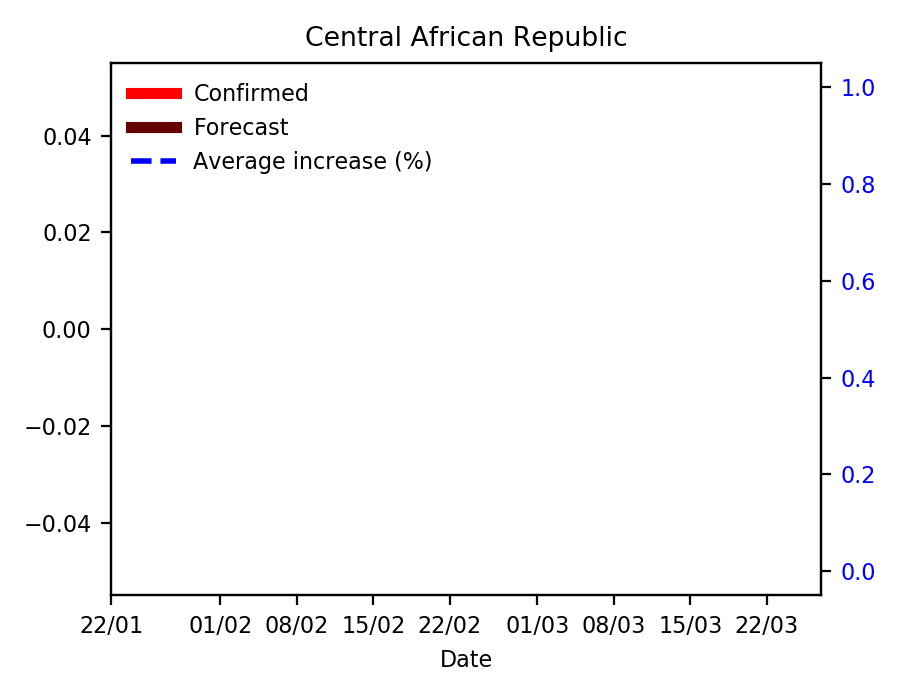 Central African Republic
Confirmed
Forecast
Average increase (%)
0.04
0.02
0.00
−0.02
−0.04
1.0
0.8
0.6
0.4
0.2
0.0
22/01 01/02 08/02 15/02 22/02 01/03 08/03 15/03 22/03
Date